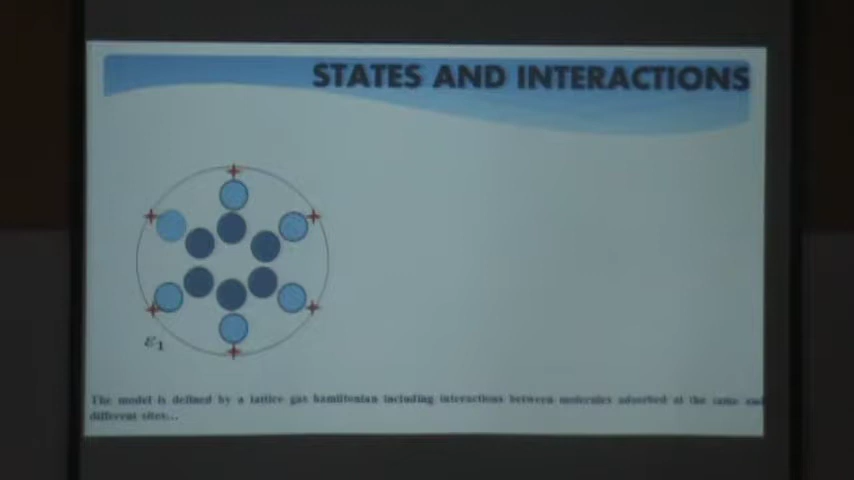 STATES AND INTERACTIONS
ε₁
The model is defined by a lattice gas hamiltonian including interactions between molecules adsorbed at the same and
different sites...